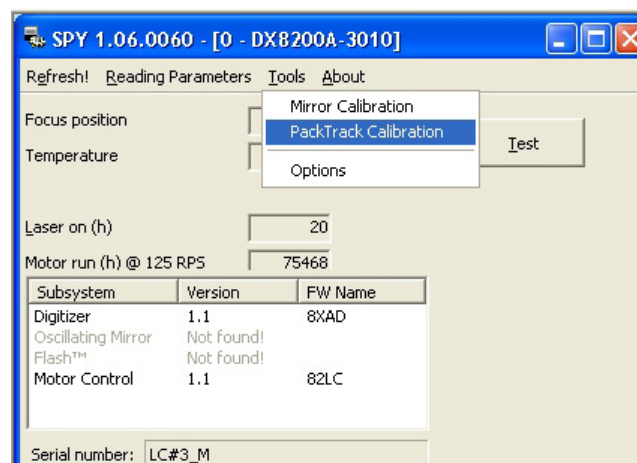 SPY 1.06.0060 - [0 - DX8200A-3010]
Refresh! Reading Parameters Tools About
Mirror Calibration
PackTrack Calibration
Options
Focus position
Temperature
Test
Laser on (h) 20
Motor run (h) @ 125 RPS 75468
Subsystem Version FW Name
Digitizer 1.1 8XAD
Oscillating Mirror Not found!
Flash™ Not found!
Motor Control 1.1 82LC
Serial number: LC#3_M